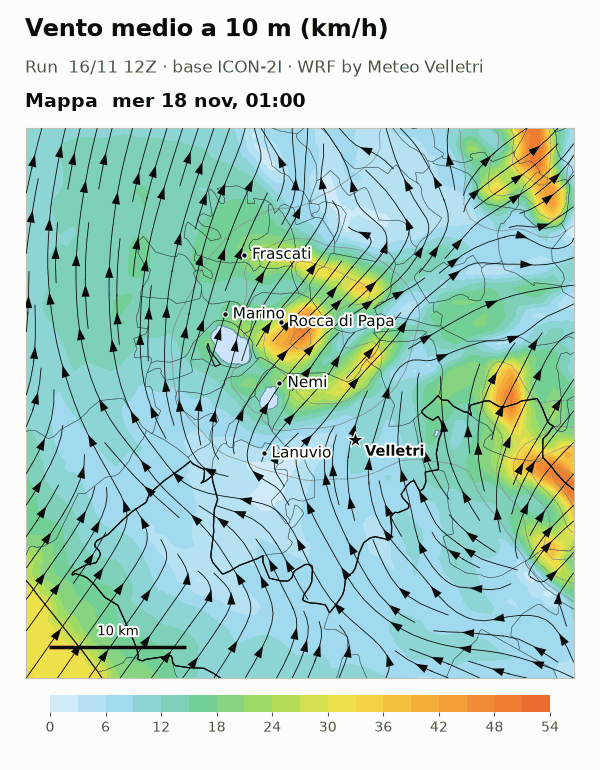 Vento medio a 10 m (km/h)
Run  16/11 12Z · base ICON-2I · WRF by Meteo Velletri
Mappa  mer 18 nov, 01:00
Frascati
Marino
Rocca di Papa
Nemi
Velletri
Lanuvio
10 km
0 6 12 18 24 30 36 42 48 54